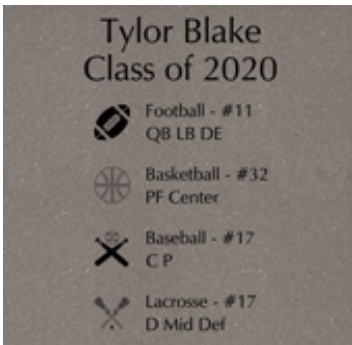 Tylor Blake
Class of 2020
Football - #11
QB LB DE
Basketball - #32
PF Center
Baseball - #17
C P
Lacrosse - #17
D Mid Def